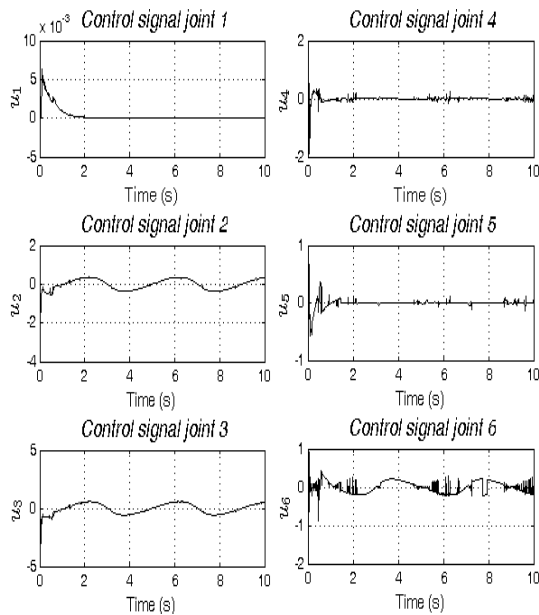 Control signal joint 1
× 10⁻³
10
5
0
-5
u₁
0 2 4 6 8 10
Time (s)
Control signal joint 2
2
0
-2
-4
u₂
0 2 4 6 8 10
Time (s)
Control signal joint 3
5
0
-5
u₃
0 2 4 6 8 10
Time (s)
Control signal joint 4
2
0
-2
u₄
0 2 4 6 8 10
Time (s)
Control signal joint 5
1
0
-1
u₅
0 2 4 6 8 10
Time (s)
Control signal joint 6
1
0
-1
-2
u₆
0 2 4 6 8 10
Time (s)